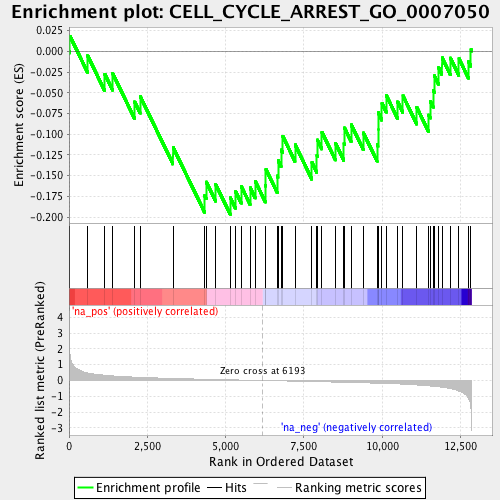 Enrichment plot: CELL_CYCLE_ARREST_GO_0007050
Enrichment score (ES)
0.025
0.000
-0.025
-0.050
-0.075
-0.100
-0.125
-0.150
-0.175
-0.200
Ranked list metric (PreRanked)
'na_pos' (positively correlated)
4
3
2
1
0
-1
-2
-3
Zero cross at 6193
'na_neg' (negatively correlated)
0
2,500
5,000
7,500
10,000
12,500
Rank in Ordered Dataset
Enrichment profile
Hits
Ranking metric scores